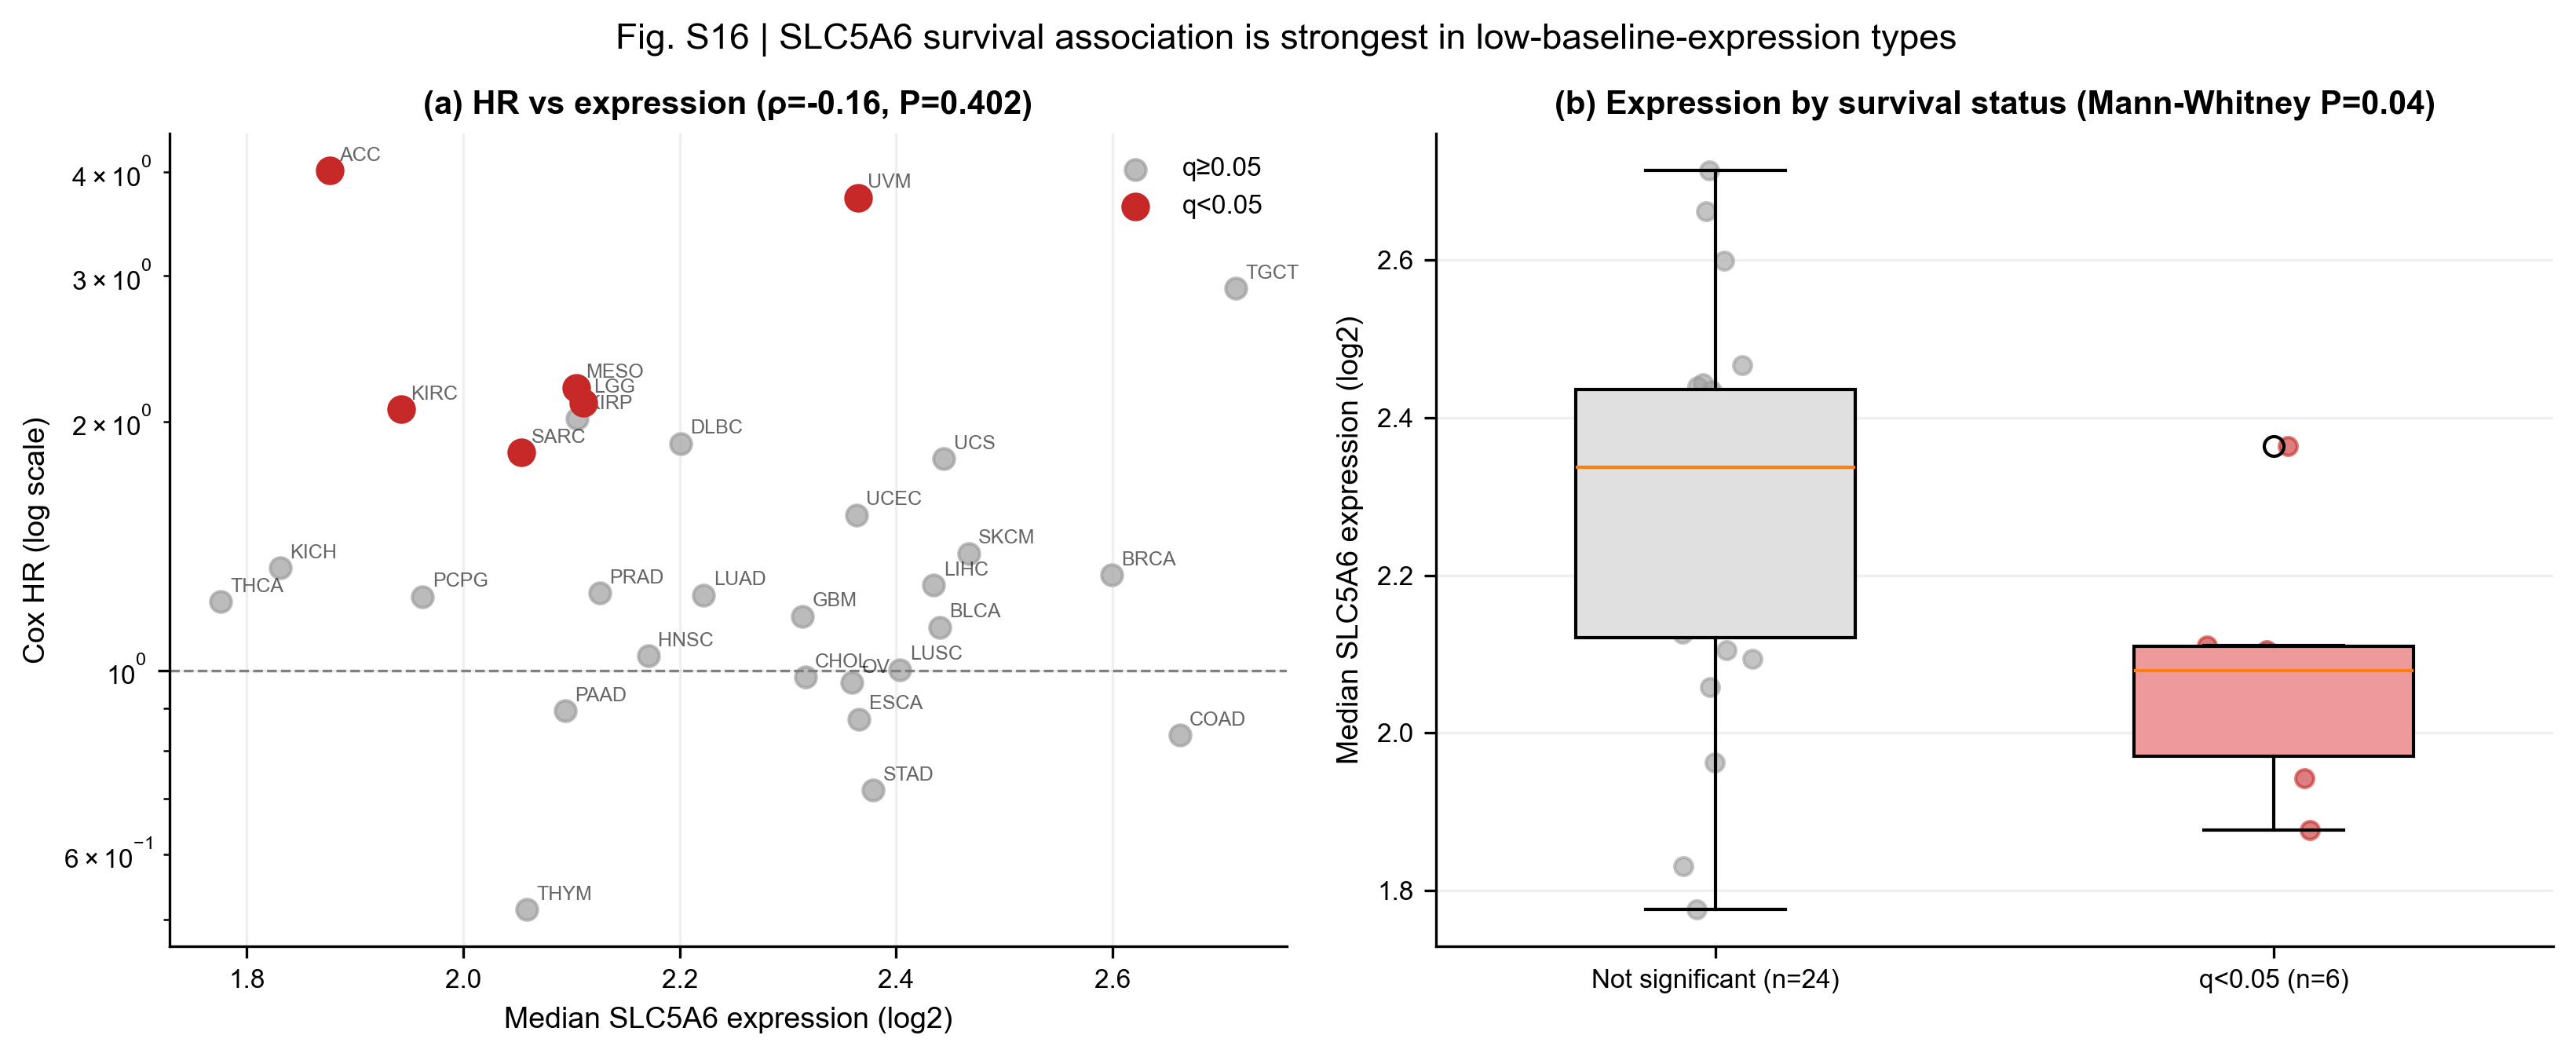 Fig. S16 | SLC5A6 survival association is strongest in low-baseline-expression types
(a) HR vs expression (ρ=-0.16, P=0.402)
Cox HR (log scale)
4 × 10⁰
3 × 10⁰
2 × 10⁰
10⁰
6 × 10⁻¹
ACC
UVM
q≥0.05
q<0.05
TGCT
MESO
LGG
KIRP
KIRC
SARC
DLBC
UCS
UCEC
SKCM
KICH
THCA
PCPG
PRAD
LUAD
LIHC
BRCA
GBM
BLCA
HNSC
CHOL
OV
LUSC
PAAD
ESCA
COAD
STAD
THYM
1.8
2.0
2.2
2.4
2.6
Median SLC5A6 expression (log2)
(b) Expression by survival status (Mann-Whitney P=0.04)
Median SLC5A6 expression (log2)
2.6
2.4
2.2
2.0
1.8
Not significant (n=24)
q<0.05 (n=6)